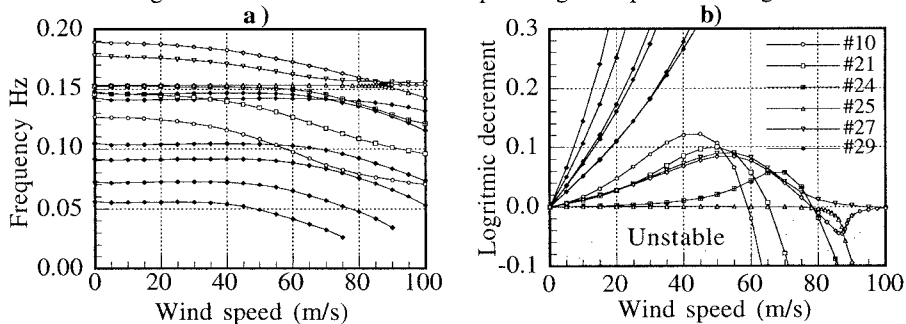 a )
b )
Frequency Hz
0.20
0.15
0.10
0.05
0.00
0 20 40 60 80 100
Wind speed (m/s)
Logritmic decrement
0.3
0.2
0.1
0.0
-0.1
Unstable
#10
#21
#24
#25
#27
#29
0 20 40 60 80 100
Wind speed (m/s)